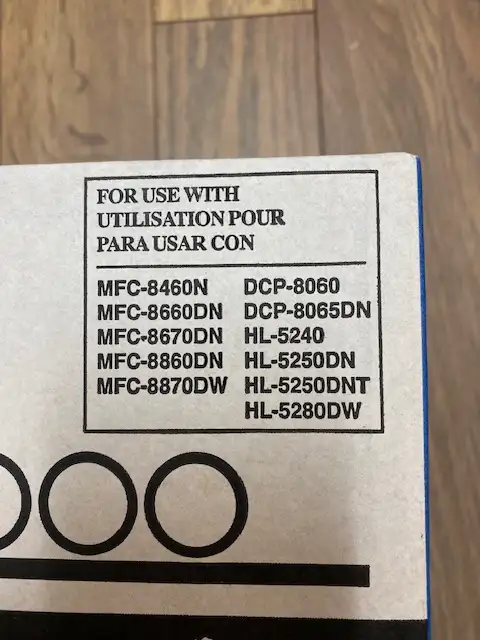 FOR USE WITH
UTILISATION POUR
PARA USAR CON
MFC-8460N
MFC-8660DN
MFC-8670DN
MFC-8860DN
MFC-8870DW
DCP-8060
DCP-8065DN
HL-5240
HL-5250DN
HL-5250DNT
HL-5280DW